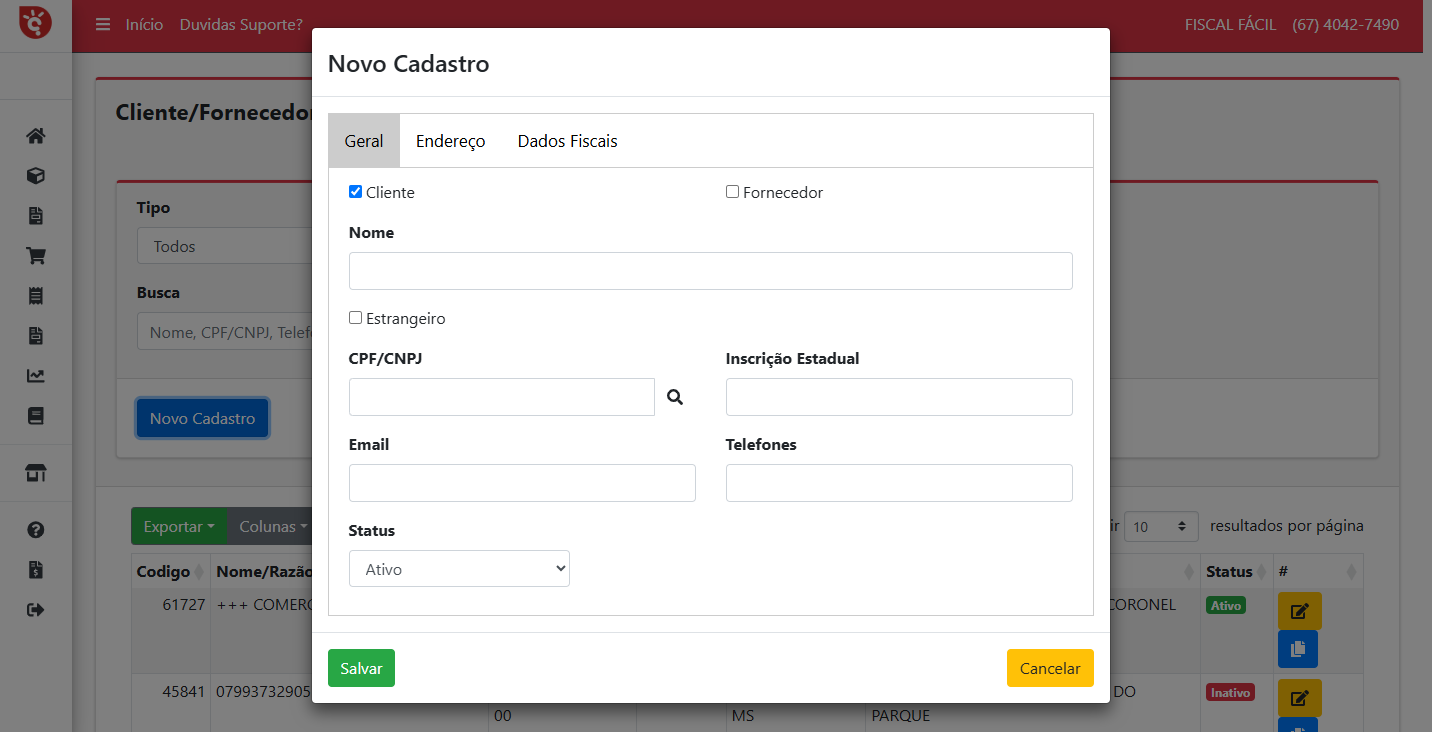 Início Duvidas Suporte? FISCAL FÁCIL (67) 4042-7490
Novo Cadastro
Cliente/Fornecedor
Geral Endereço Dados Fiscais
Cliente Fornecedor
Tipo
Todos
Nome
Busca
Nome, CPF/CNPJ, Telef
Estrangeiro
CPF/CNPJ Inscrição Estadual
Novo Cadastro
Email Telefones
Status
Ativo
Exportar Colunas ir 10 resultados por página
Codigo Nome/Razão Status #
61727 +++ COMERC CORONEL Ativo
Salvar Cancelar
45841 07993732905 DO Inativo
00 MS PARQUE